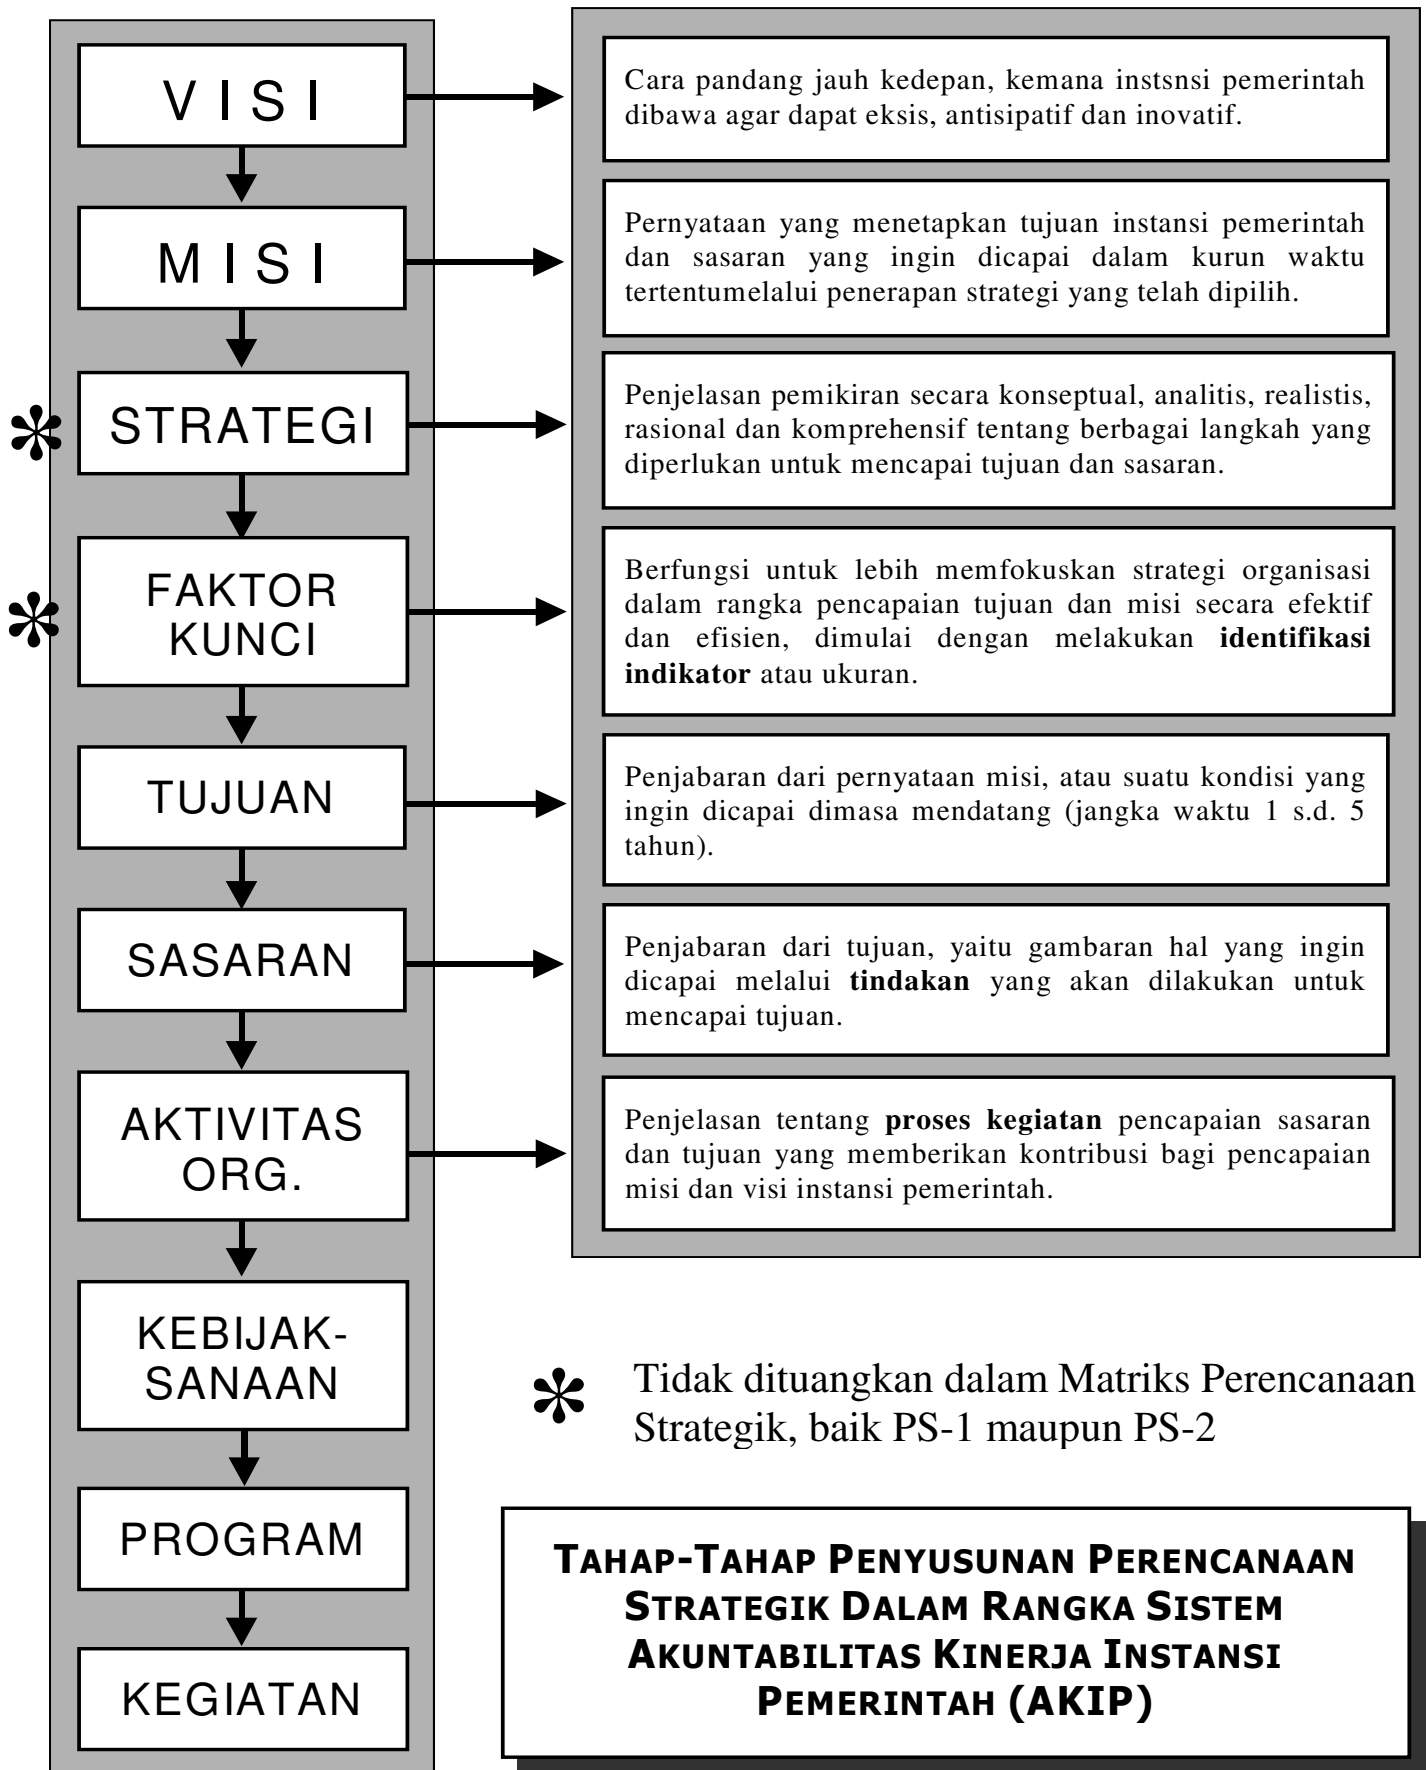 V I S I
Cara pandang jauh kedepan, kemana instsnsi pemerintah
dibawa agar dapat eksis, antisipatif dan inovatif.
M I S I
Pernyataan yang menetapkan tujuan instansi pemerintah
dan sasaran yang ingin dicapai dalam kurun waktu
tertentumelalui penerapan strategi yang telah dipilih.
* STRATEGI
Penjelasan pemikiran secara konseptual, analitis, realistis,
rasional dan komprehensif tentang berbagai langkah yang
diperlukan untuk mencapai tujuan dan sasaran.
* FAKTOR
KUNCI
Berfungsi untuk lebih memfokuskan strategi organisasi
dalam rangka pencapaian tujuan dan misi secara efektif
dan efisien, dimulai dengan melakukan identifikasi
indikator atau ukuran.
TUJUAN
Penjabaran dari pernyataan misi, atau suatu kondisi yang
ingin dicapai dimasa mendatang (jangka waktu 1 s.d. 5
tahun).
SASARAN
Penjabaran dari tujuan, yaitu gambaran hal yang ingin
dicapai melalui tindakan yang akan dilakukan untuk
mencapai tujuan.
AKTIVITAS
ORG.
Penjelasan tentang proses kegiatan pencapaian sasaran
dan tujuan yang memberikan kontribusi bagi pencapaian
misi dan visi instansi pemerintah.
KEBIJAK-
SANAAN
PROGRAM
KEGIATAN
* Tidak dituangkan dalam Matriks Perencanaan
Strategik, baik PS-1 maupun PS-2
TAHAP-TAHAP PENYUSUNAN PERENCANAAN
STRATEGIK DALAM RANGKA SISTEM
AKUNTABILITAS KINERJA INSTANSI
PEMERINTAH (AKIP)